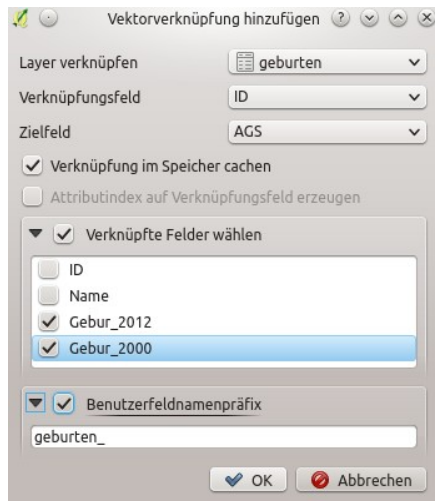 Vektorverknüpfung hinzufügen
Layer verknüpfen geburten
Verknüpfungsfeld ID
Zielfeld AGS
Verknüpfung im Speicher cachen
Attributindex auf Verknüpfungsfeld erzeugen
Verknüpfte Felder wählen
ID
Name
Gebur_2012
Gebur_2000
Benutzerfeldnamenpräfix
geburten_
OK Abbrechen